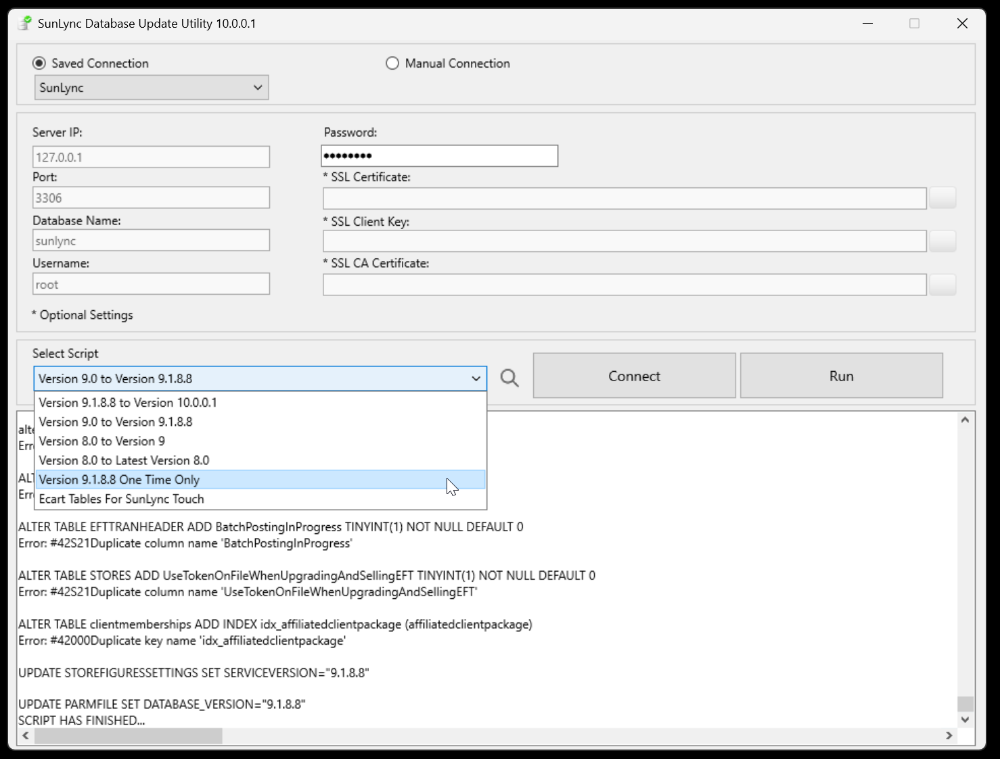 SunLync Database Update Utility 10.0.0.1
Saved Connection
Manual Connection
SunLync
Server IP:
Password:
127.0.0.1
••••••••
Port:
* SSL Certificate:
3306
Database Name:
* SSL Client Key:
sunlync
Username:
* SSL CA Certificate:
root
* Optional Settings
Select Script
Version 9.0 to Version 9.1.8.8
Connect
Run
Version 9.1.8.8 to Version 10.0.0.1
Version 9.0 to Version 9.1.8.8
Version 8.0 to Version 9
Version 8.0 to Latest Version 8.0
Version 9.1.8.8 One Time Only
Ecart Tables For SunLync Touch
ALTER TABLE EFTTRANHEADER ADD BatchPostingInProgress TINYINT(1) NOT NULL DEFAULT 0
Error: #42S21Duplicate column name 'BatchPostingInProgress'
ALTER TABLE STORES ADD UseTokenOnFileWhenUpgradingAndSellingEFT TINYINT(1) NOT NULL DEFAULT 0
Error: #42S21Duplicate column name 'UseTokenOnFileWhenUpgradingAndSellingEFT'
ALTER TABLE clientmemberships ADD INDEX idx_affiliatedclientpackage (affiliatedclientpackage)
Error: #42000Duplicate key name 'idx_affiliatedclientpackage'
UPDATE STOREFIGURESSETTINGS SET SERVICEVERSION="9.1.8.8"
UPDATE PARMFILE SET DATABASE_VERSION="9.1.8.8"
SCRIPT HAS FINISHED...